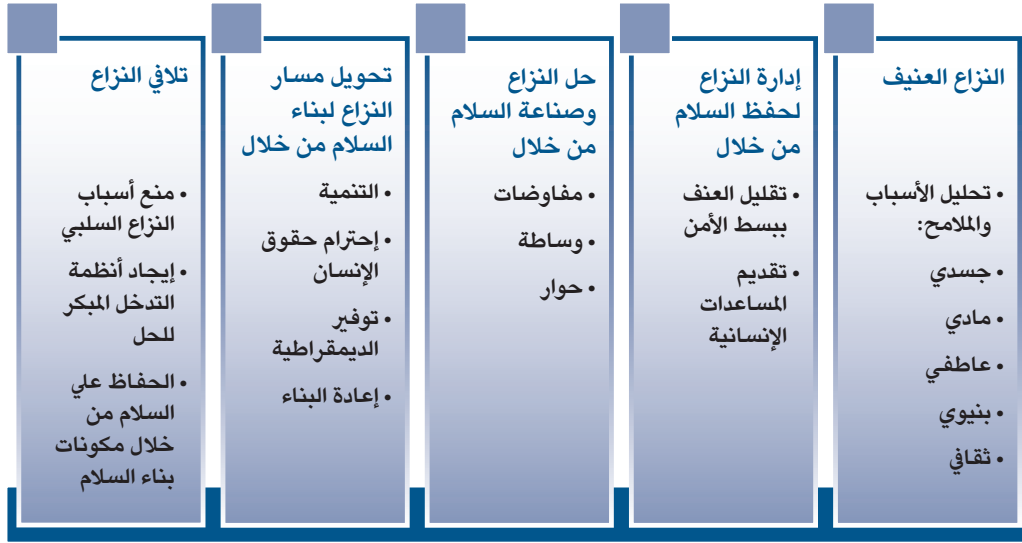 النزاع العنيف
• تحليل الأسباب
والملامح:
• جسدي
• مادي
• عاطفي
• بنيوي
• ثقافي
إدارة النزاع
لحفظ السلام
من خلال
• تقليل العنف
ببسط الأمن
• تقديم
المساعدات
الإنسانية
حل النزاع
وصناعة السلام
من خلال
• مفاوضات
• وساطة
• حوار
تحويل مسار
النزاع لبناء
السلام من خلال
• التنمية
• إحترام حقوق
الإنسان
• توفير
الديمقراطية
• إعادة البناء
تلافي النزاع
• منع أسباب
النزاع السلبي
• إيجاد أنظمة
التدخل المبكر
للحل
• الحفاظ علي
السلام من
خلال مكونات
بناء السلام